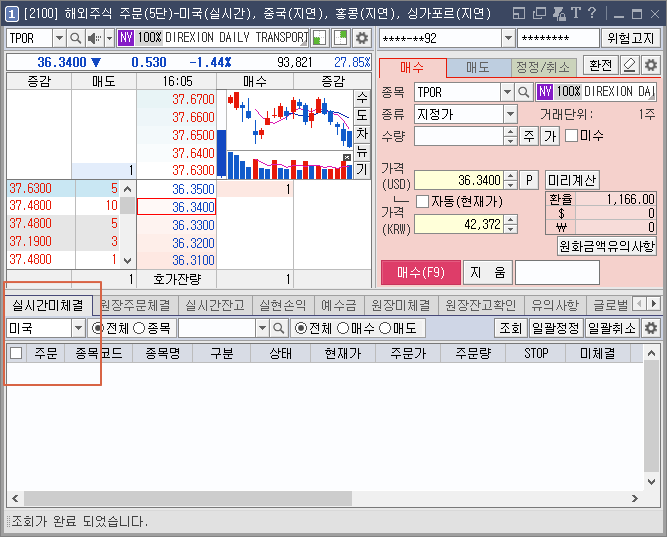 1 [2100] 해외주식 주문(5단)-미국(실시간), 중국(지연), 홍콩(지연), 싱가포르(지연) T ?
TPOR NY 100% DIREXION DAILY TRANSPORT ****-**92 ******** 위험고지
36.3400 ▼ 0.530 -1.44% 93,821 27.85% 매수 매도 정정/취소 환전
증감 매도 16:05 매수 증감
37.6700 수 종목 TPOR NY 100% DIREXION DAI
37.6600 도 종류 지정가 거래단위: 1주
37.6500 차 수량 주 가 미수
37.6400 뉴
1 37.6300 기 가격
37.6300 5 36.3500 1 (USD) 36.3400 P 미리계산
37.4800 10 36.3400 자동(현재가) 환율 1,166.00
37.4800 5 36.3300 가격 $ 0
37.1900 3 36.3200 (KRW) 42,372 ₩ 0
37.4800 1 36.3100 원화금액유의사항
1 호가잔량 1 매수(F9) 지 움
실시간미체결 원장주문체결 실시간잔고 실현손익 예수금 원장미체결 원장잔고확인 유의사항 글로벌
미국 전체 종목 전체 매수 매도 조회 일괄정정 일괄취소
주문 종목코드 종목명 구분 상태 현재가 주문가 주문량 STOP 미체결
조회가 완료 되었습니다.